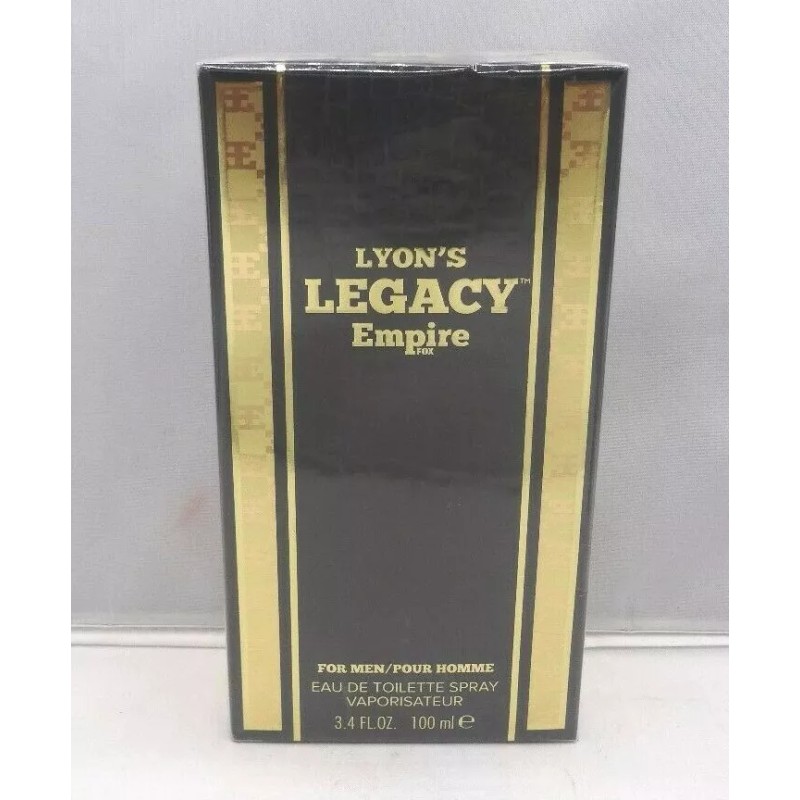 LYON'S
LEGACY™
Empire
FOX
FOR MEN/POUR HOMME
EAU DE TOILETTE SPRAY
VAPORISATEUR
3.4 FL.OZ. 100 ml ℮